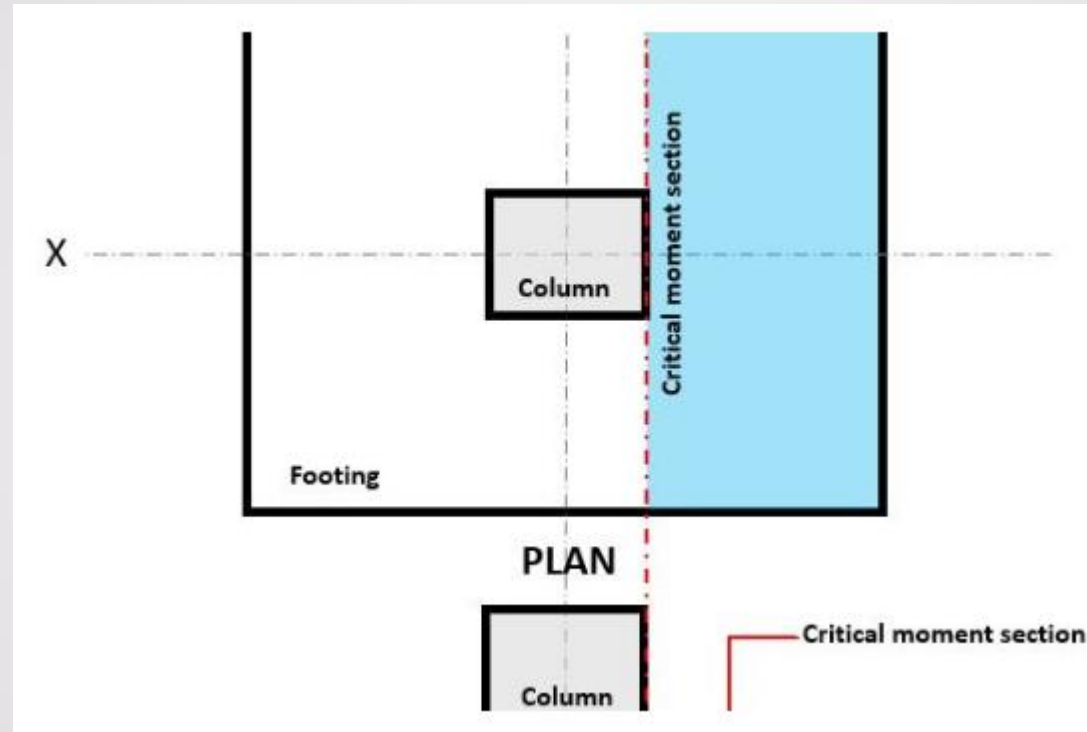 X
Column
Critical moment section
Footing
PLAN
Critical moment section
Column